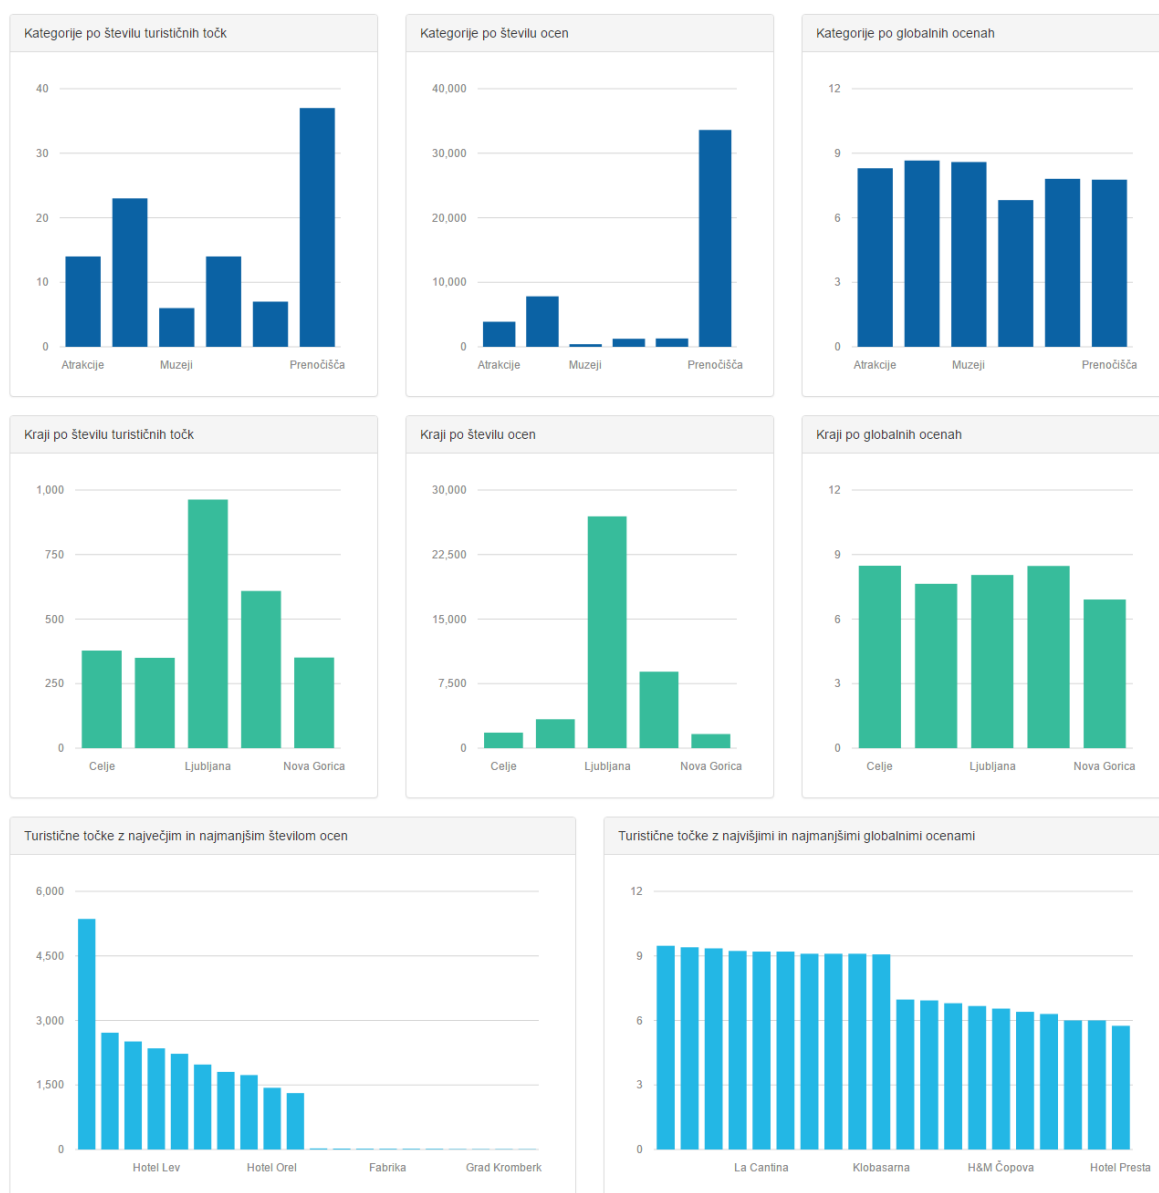 Kategorije po številu turističnih točk
40
30
20
10
0
Atrakcije Muzeji Prenočišča
Kategorije po številu ocen
40,000
30,000
20,000
10,000
0
Atrakcije Muzeji Prenočišča
Kategorije po globalnih ocenah
12
9
6
3
0
Atrakcije Muzeji Prenočišča
Kraji po številu turističnih točk
1,000
750
500
250
0
Celje Ljubljana Nova Gorica
Kraji po številu ocen
30,000
22,500
15,000
7,500
0
Celje Ljubljana Nova Gorica
Kraji po globalnih ocenah
12
9
6
3
0
Celje Ljubljana Nova Gorica
Turistične točke z največjim in najmanjšim številom ocen
6,000
4,500
3,000
1,500
0
Hotel Lev Hotel Orel Fabrika Grad Kromberk
Turistične točke z najvišjimi in najmanjšimi globalnimi ocenami
12
9
6
3
0
La Cantina Klobasarna H&M Čopova Hotel Presta